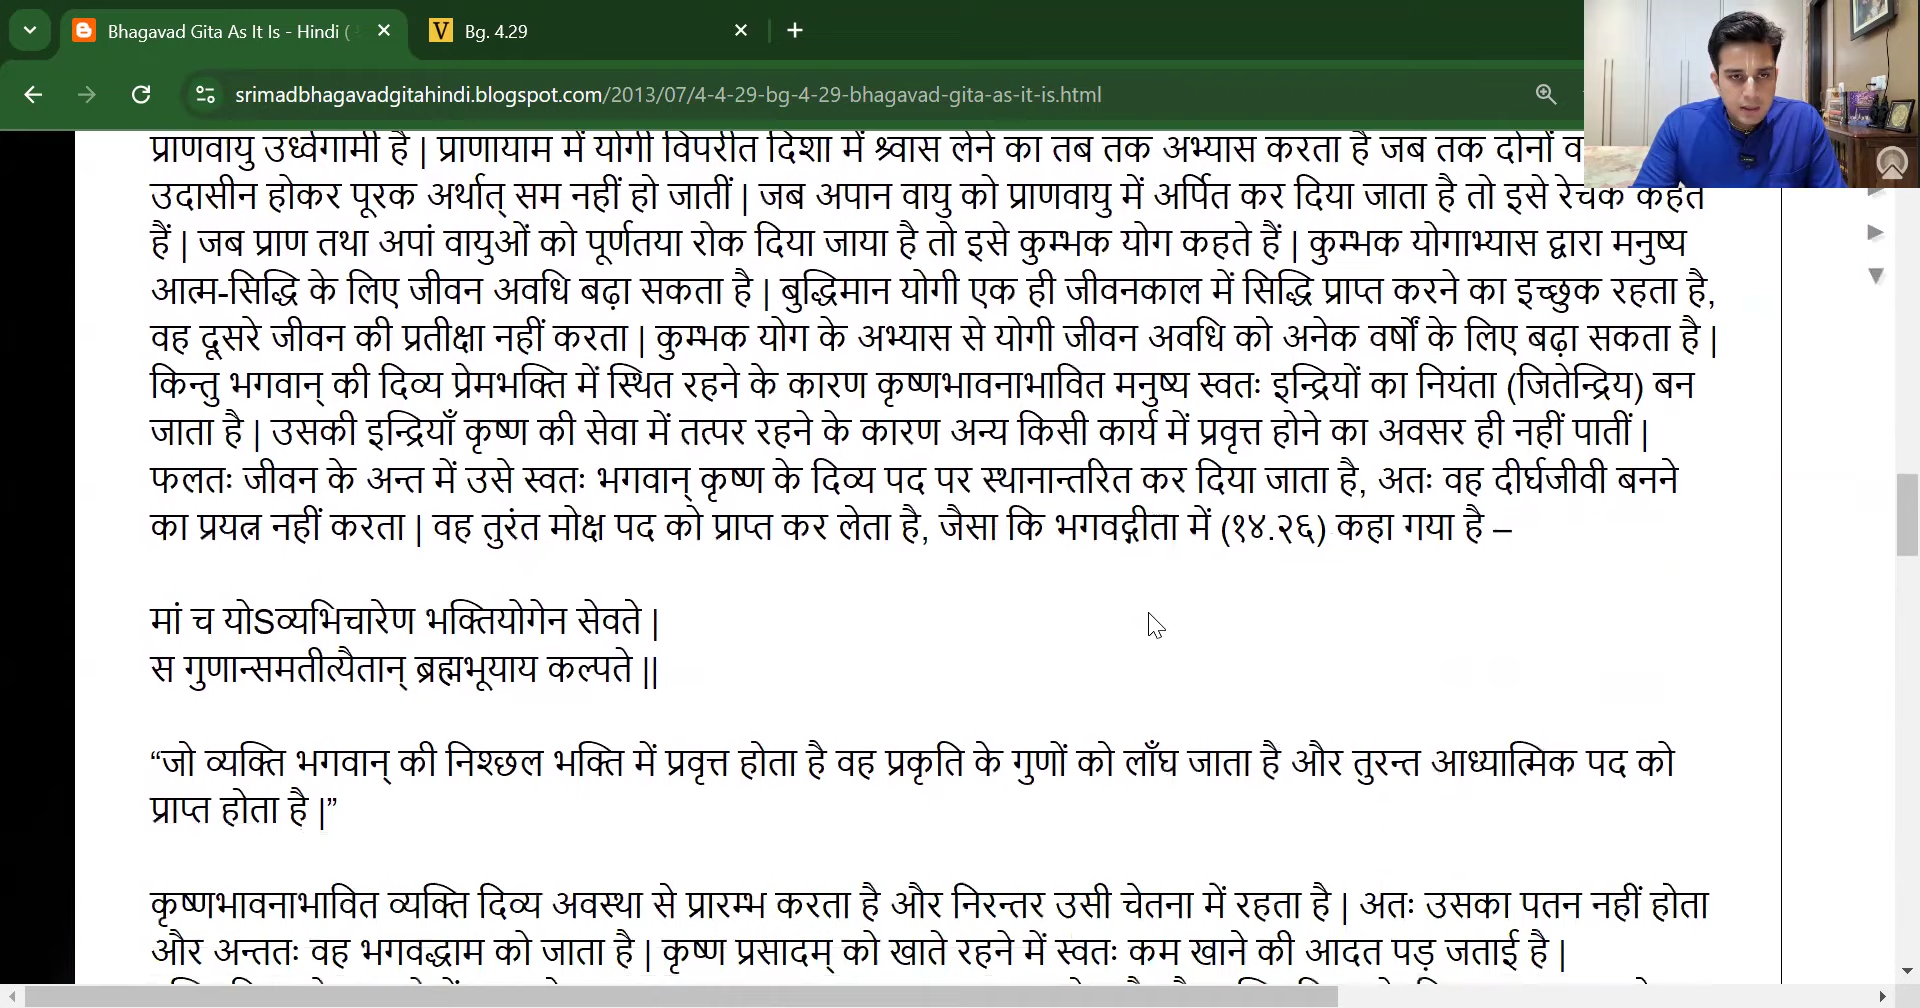 Bhagavad Gita As It Is - Hindi (
Bg. 4.29
srimadbhagavadgitahindi.blogspot.com/2013/07/4-4-29-bg-4-29-bhagavad-gita-as-it-is.html
प्राणवायु उर्ध्वगामी है | प्राणायाम में योगी विपरीत दिशा में श्र्वास लेने का तब तक अभ्यास करता है जब तक दोनों
उदासीन होकर पूरक अर्थात् सम नहीं हो जातीं | जब अपान वायु को प्राणवायु में अर्पित कर दिया जाता है तो इसे रेचक कहते
हैं | जब प्राण तथा अपां वायुओं को पूर्णतया रोक दिया जाया है तो इसे कुम्भक योग कहते हैं | कुम्भक योगाभ्यास द्वारा मनुष्य
आत्म-सिद्धि के लिए जीवन अवधि बढ़ा सकता है | बुद्धिमान योगी एक ही जीवनकाल में सिद्धि प्राप्त करने का इच्छुक रहता है,
वह दूसरे जीवन की प्रतीक्षा नहीं करता | कुम्भक योग के अभ्यास से योगी जीवन अवधि को अनेक वर्षों के लिए बढ़ा सकता है |
किन्तु भगवान् की दिव्य प्रेमभक्ति में स्थित रहने के कारण कृष्णभावनाभावित मनुष्य स्वतः इन्द्रियों का नियंता (जितेन्द्रिय) बन
जाता है | उसकी इन्द्रियाँ कृष्ण की सेवा में तत्पर रहने के कारण अन्य किसी कार्य में प्रवृत्त होने का अवसर ही नहीं पातीं |
फलतः जीवन के अन्त में उसे स्वतः भगवान् कृष्ण के दिव्य पद पर स्थानान्तरित कर दिया जाता है, अतः वह दीर्घजीवी बनने
का प्रयत्न नहीं करता | वह तुरंत मोक्ष पद को प्राप्त कर लेता है, जैसा कि भगवद्गीता में (१४.२६) कहा गया है –
मां च योSव्यभिचारेण भक्तियोगेन सेवते |
स गुणान्समतीत्यैतान् ब्रह्मभूयाय कल्पते ||
“जो व्यक्ति भगवान् की निश्छल भक्ति में प्रवृत्त होता है वह प्रकृति के गुणों को लाँघ जाता है और तुरन्त आध्यात्मिक पद को
प्राप्त होता है |”
कृष्णभावनाभावित व्यक्ति दिव्य अवस्था से प्रारम्भ करता है और निरन्तर उसी चेतना में रहता है | अतः उसका पतन नहीं होता
और अन्ततः वह भगवद्धाम को जाता है | कृष्ण प्रसादम् को खाते रहने में स्वतः कम खाने की आदत पड़ जताई है |